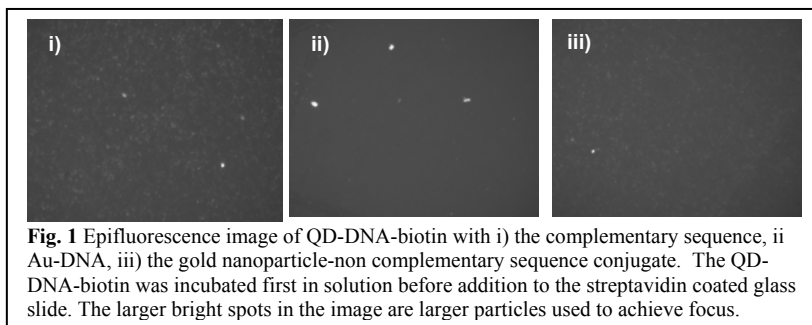 i) ii) iii)
Fig. 1 Epifluorescence image of QD-DNA-biotin with i) the complementary sequence, ii
Au-DNA, iii) the gold nanoparticle-non complementary sequence conjugate. The QD-
DNA-biotin was incubated first in solution before addition to the streptavidin coated glass
slide. The larger bright spots in the image are larger particles used to achieve focus.